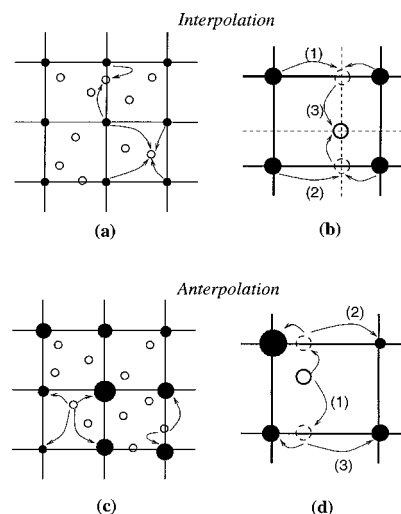 Interpolation
(1)
(3)
(2)
(a)
(b)
Anterpolation
(2)
(1)
(3)
(c)
(d)